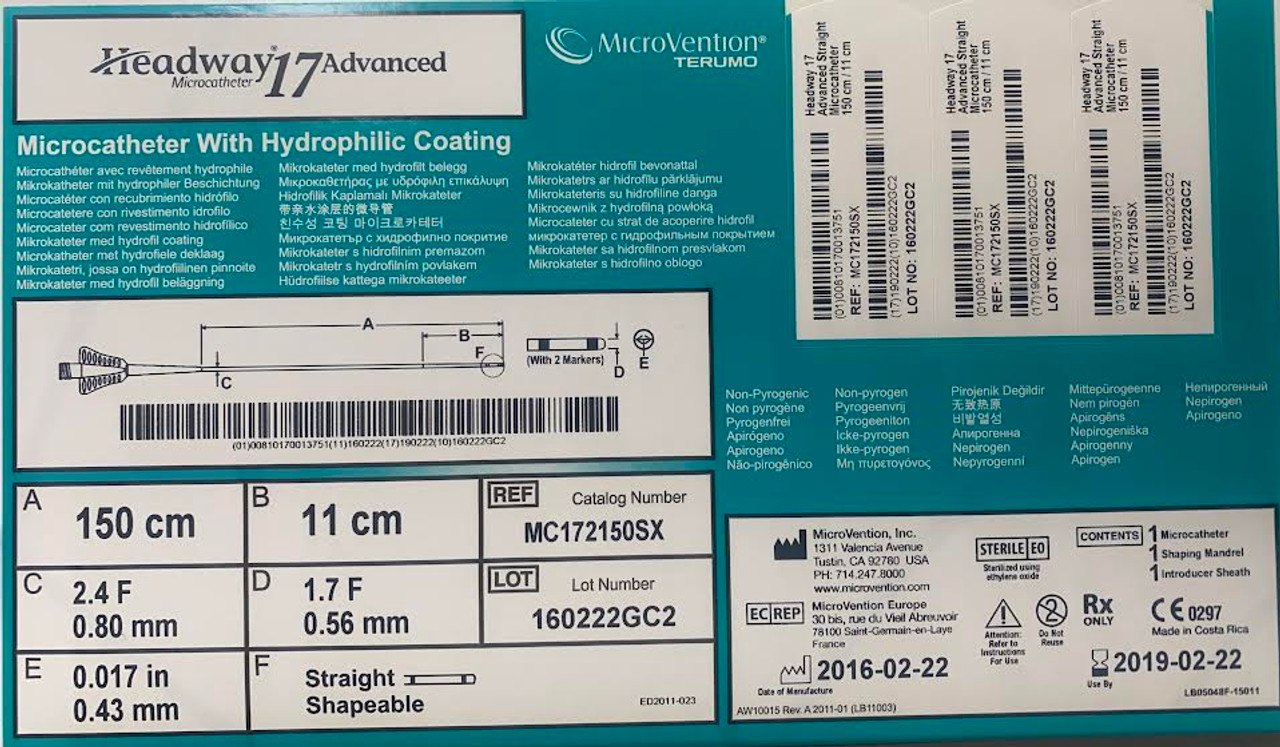 Headway® 17 Advanced
Microcatheter
MicroVention®
TERUMO
Microcatheter With Hydrophilic Coating
Microcathéter avec revêtement hydrophile
Mikrokatheter mit hydrophiler Beschichtung
Microcatéter con recubrimiento hidrófilo
Microcatetere con rivestimento idrofilo
Microcateter com revestimento hidrofílico
Mikrokateter med hydrofil coating
Microkatheter met hydrofiele deklaag
Mikrokatetri, jossa on hydrofiilinen pinnoite
Mikrokateter med hydrofil beläggning
Mikrokateter med hydrofilt belegg
Μικροκαθετήρας με υδρόφιλη επικάλυψη
Hidrofilik Kaplamalı Mikrokateter
带亲水涂层的微导管
친수성 코팅 마이크로카테터
Микрокатетър с хидрофилно покритие
Mikrokateter s hidrofilnim premazom
Mikrokatetr s hydrofilním povlakem
Hüdrofiilse kattega mikrokateeter
Mikrokatéter hidrofil bevonattal
Mikrokatetrs ar hidrofilu pārklājumu
Mikrokateteris su hidrofiline danga
Mikrocewnik z hydrofilną powłoką
Microcateter cu strat de acoperire hidrofil
микрокатетер с гидрофильным покрытием
Mikrokateter sa hidrofilnom presvlakom
Mikrokateter s hidrofilno oblogo
Headway 17
Advanced Straight
Microcatheter
150 cm / 11 cm
(01)00810170013751
REF: MC172150SX
(17)190222(10)160222GC2
LOT NO: 160222GC2
Headway 17
Advanced Straight
Microcatheter
150 cm / 11 cm
(01)00810170013751
REF: MC172150SX
(17)190222(10)160222GC2
LOT NO: 160222GC2
Headway 17
Advanced Straight
Microcatheter
150 cm / 11 cm
(01)00810170013751
REF: MC172150SX
(17)190222(10)160222GC2
LOT NO: 160222GC2
A
B
F
C
(With 2 Markers)
D
E
(01)00810170013751(11)160222(17)190222(10)160222GC2
Non-Pyrogenic
Non pyrogène
Pyrogenfrei
Apirógeno
Apirogeno
Não-pirogênico
Non-pyrogen
Pyrogeenvrij
Pyrogeeniton
Icke-pyrogen
Ikke-pyrogen
Μη πυρετογόνος
Pirojenik Değildir
无致热原
비발열성
Апирогенна
Nepirogen
Nepyrogenní
Mittepürogeenne
Nem pirogén
Apirogēns
Nepirogeniška
Apirogenny
Apirogen
Непирогенный
Nepirogen
Apirogeno
A
150 cm
B
11 cm
REF Catalog Number
MC172150SX
C
2.4 F
0.80 mm
D
1.7 F
0.56 mm
LOT Lot Number
160222GC2
E
0.017 in
0.43 mm
F
Straight
Shapeable
ED2011-023
MicroVention, Inc.
1311 Valencia Avenue
Tustin, CA 92780 USA
PH: 714.247.8000
www.microvention.com
EC REP
MicroVention Europe
30 bis, rue du Vieil Abreuvoir
78100 Saint-Germain-en-Laye
France
2016-02-22
Date of Manufacture
STERILE EO
Sterilized using
ethylene oxide
CONTENTS
1 Microcatheter
1 Shaping Mandrel
1 Introducer Sheath
Attention:
Refer to
Instructions
For Use
2
Do Not
Reuse
Rx
ONLY
CE 0297
Made in Costa Rica
2019-02-22
Use By
LB05048F-15011
AW10015 Rev. A 2011-01 (LB11003)